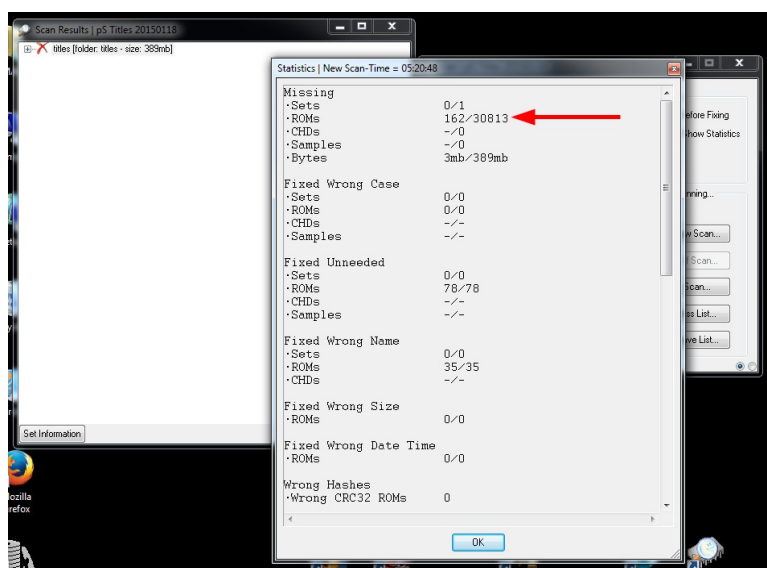 Scan Results | pS Titles 20150118
titles [folder: titles - size: 389mb]
Statistics | New Scan-Time = 05:20:48
Missing
·Sets 0/1
·ROMs 162/30813
·CHDs -/0
·Samples -/0
·Bytes 3mb/389mb
Fixed Wrong Case
·Sets 0/0
·ROMs 0/0
·CHDs -/-
·Samples -/-
Fixed Unneeded
·Sets 0/0
·ROMs 78/78
·CHDs -/-
·Samples -/-
Fixed Wrong Name
·Sets 0/0
·ROMs 35/35
·CHDs -/-
Fixed Wrong Size
·ROMs 0/0
Fixed Wrong Date Time
·ROMs 0/0
Wrong Hashes
·Wrong CRC32 ROMs 0
OK
efore Fixing
how Statistics
nning...
w Scan...
Scan...
Scan...
ss List...
ve List...
Set Information
ozilla
irefox